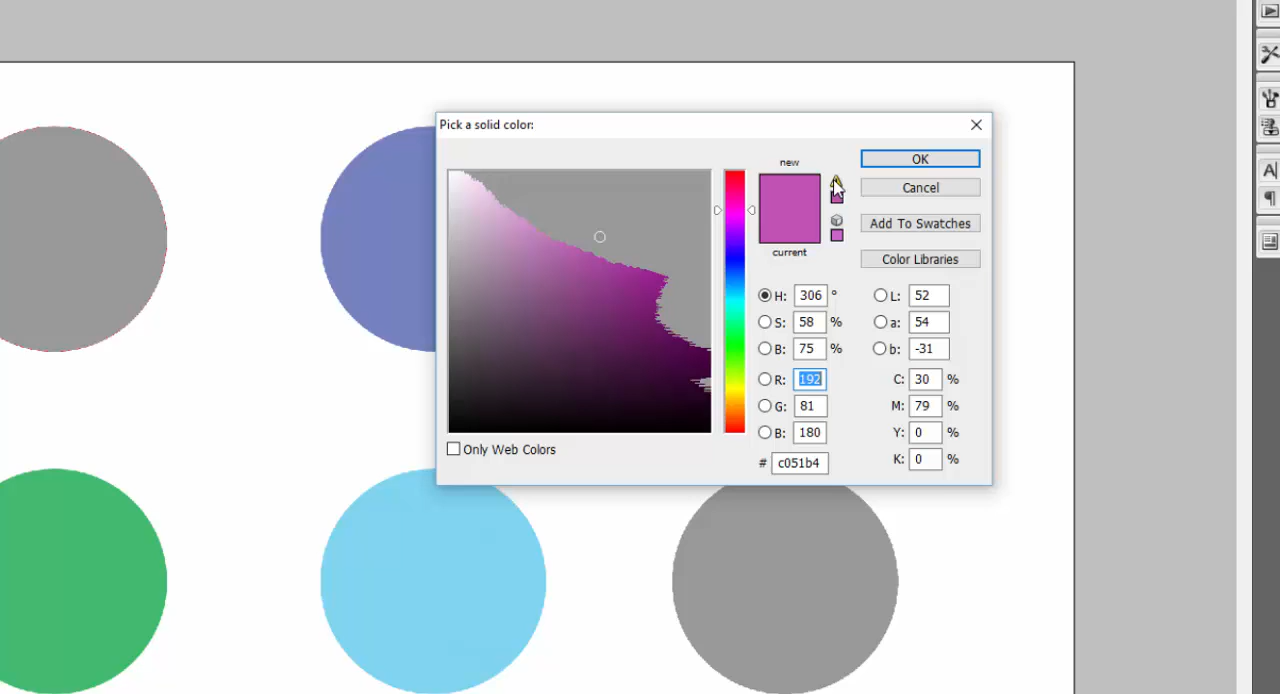 Pick a solid color:
new
current
OK
Cancel
Add To Swatches
Color Libraries
H: 306 °
S: 58 %
B: 75 %
R: 192
G: 81
B: 180
# c051b4
L: 52
a: 54
b: -31
C: 30 %
M: 79 %
Y: 0 %
K: 0 %
Only Web Colors
A
¶